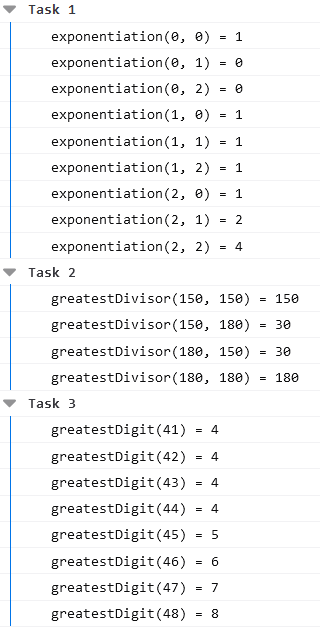 Task 1
exponentiation(0, 0) = 1
exponentiation(0, 1) = 0
exponentiation(0, 2) = 0
exponentiation(1, 0) = 1
exponentiation(1, 1) = 1
exponentiation(1, 2) = 1
exponentiation(2, 0) = 1
exponentiation(2, 1) = 2
exponentiation(2, 2) = 4
Task 2
greatestDivisor(150, 150) = 150
greatestDivisor(150, 180) = 30
greatestDivisor(180, 150) = 30
greatestDivisor(180, 180) = 180
Task 3
greatestDigit(41) = 4
greatestDigit(42) = 4
greatestDigit(43) = 4
greatestDigit(44) = 4
greatestDigit(45) = 5
greatestDigit(46) = 6
greatestDigit(47) = 7
greatestDigit(48) = 8